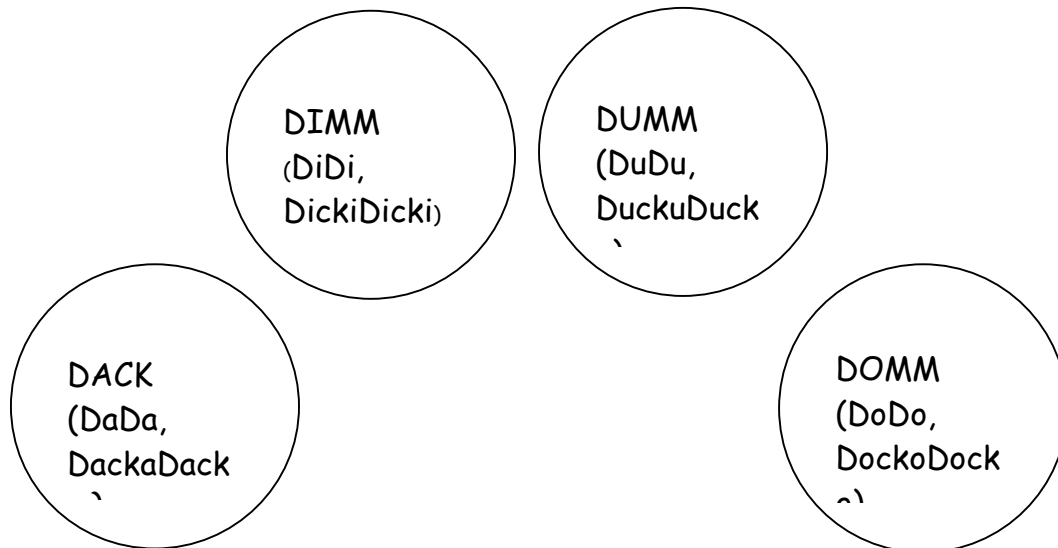 DIMM
(DiDi,
DickiDicki)
DUMM
(DuDu,
DuckuDuck
DACK
(DaDa,
DackaDack
DOMM
(DoDo,
DockoDock
o)